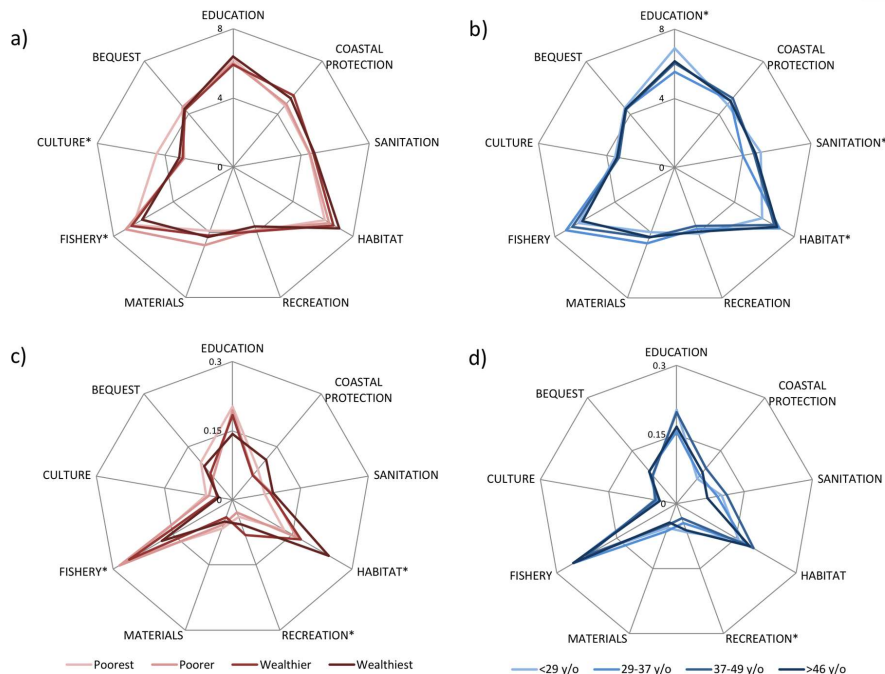 a)
EDUCATION
8
COASTAL
PROTECTION
BEQUEST
4
CULTURE*
SANITATION
0
FISHERY*
HABITAT
MATERIALS
RECREATION
b)
EDUCATION*
8
COASTAL
PROTECTION
BEQUEST
4
CULTURE
SANITATION*
0
FISHERY
HABITAT*
MATERIALS
RECREATION
c)
EDUCATION
0.3
COASTAL
PROTECTION
BEQUEST
0.15
CULTURE
SANITATION
0
FISHERY*
HABITAT*
MATERIALS
RECREATION*
Poorest Poorer Wealthier Wealthiest
d)
EDUCATION
0.3
COASTAL
PROTECTION
BEQUEST
0.15
CULTURE
SANITATION
0
FISHERY
HABITAT
MATERIALS
RECREATION*
<29 y/o 29-37 y/o 37-49 y/o >46 y/o